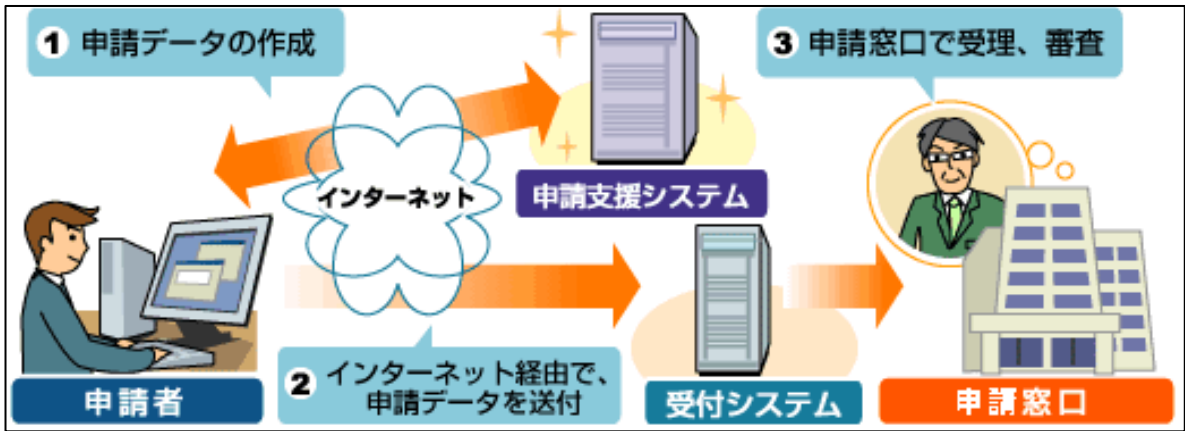 ① 申請データの作成
③ 申請窓口で受理、審査
インターネット
申請支援システム
② インターネット経由で、
申請データを送付
申請者
受付システム
申請窓口